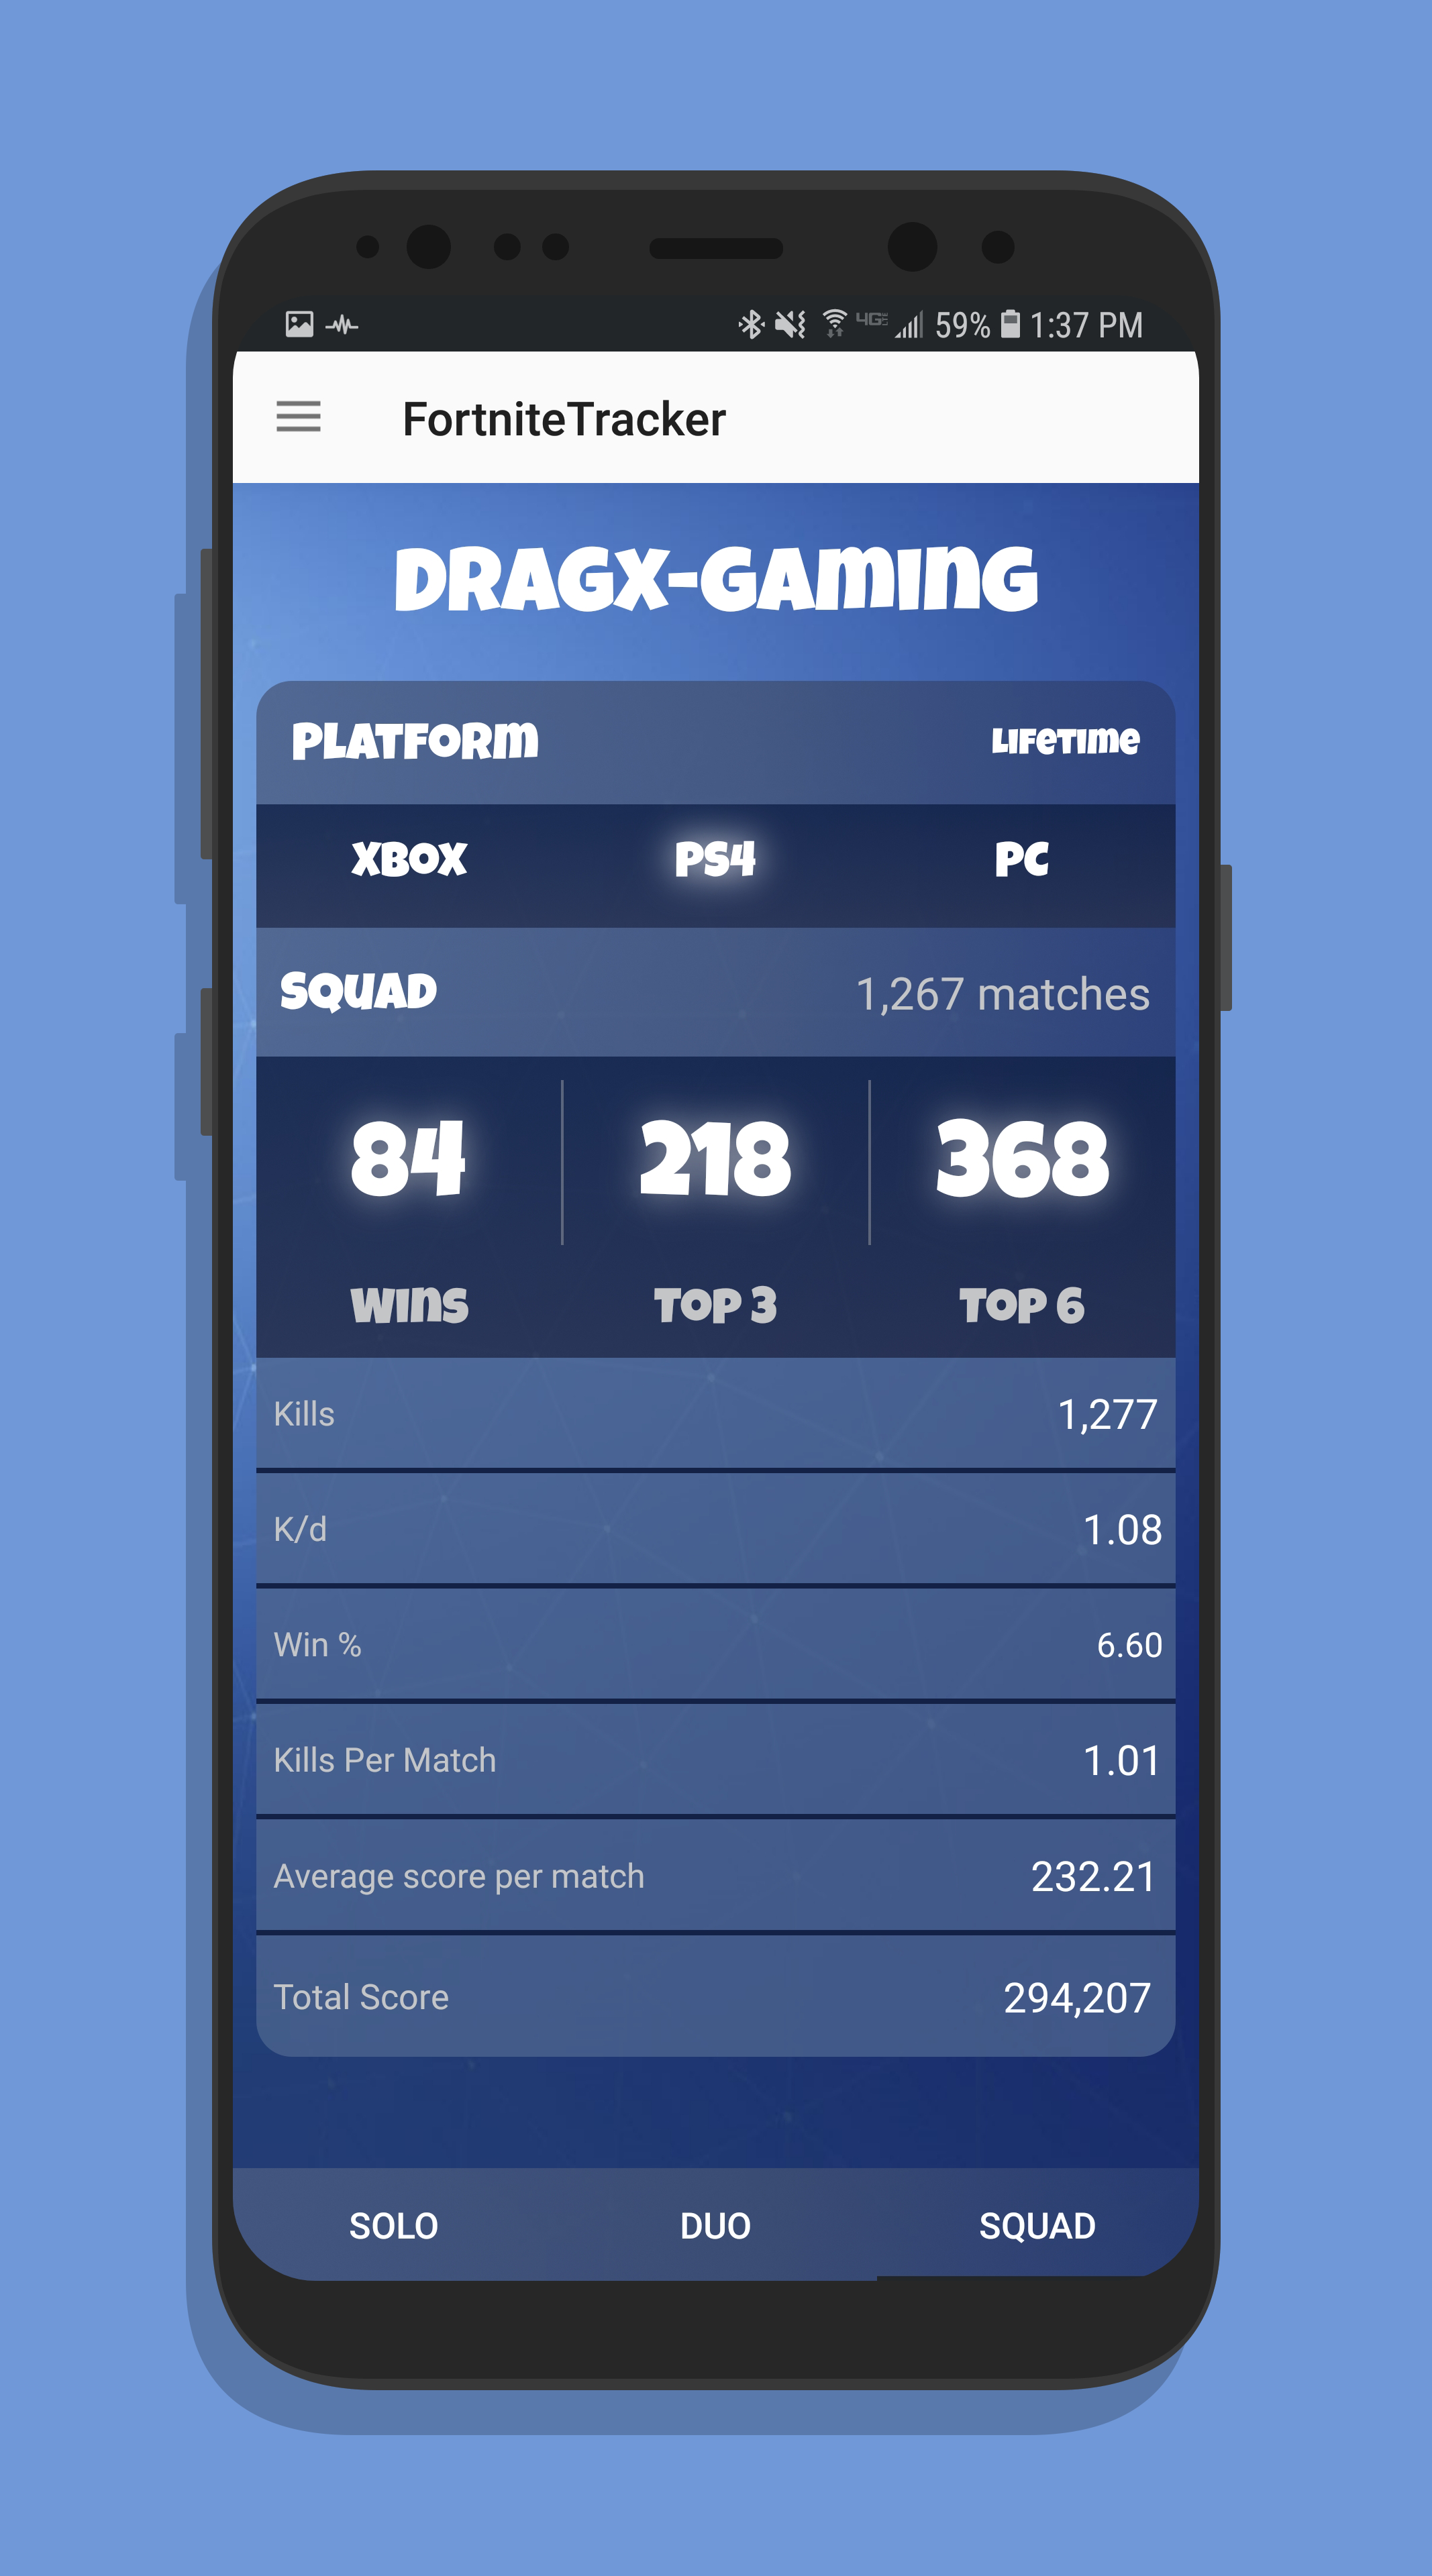 59% 1:37 PM
FortniteTracker
DRAGX-GAMING
PLATFORM LIFETIME
XBOX PS4 PC
SQUAD 1,267 matches
84 218 368
WINS TOP 3 TOP 6
Kills 1,277
K/d 1.08
Win % 6.60
Kills Per Match 1.01
Average score per match 232.21
Total Score 294,207
SOLO DUO SQUAD